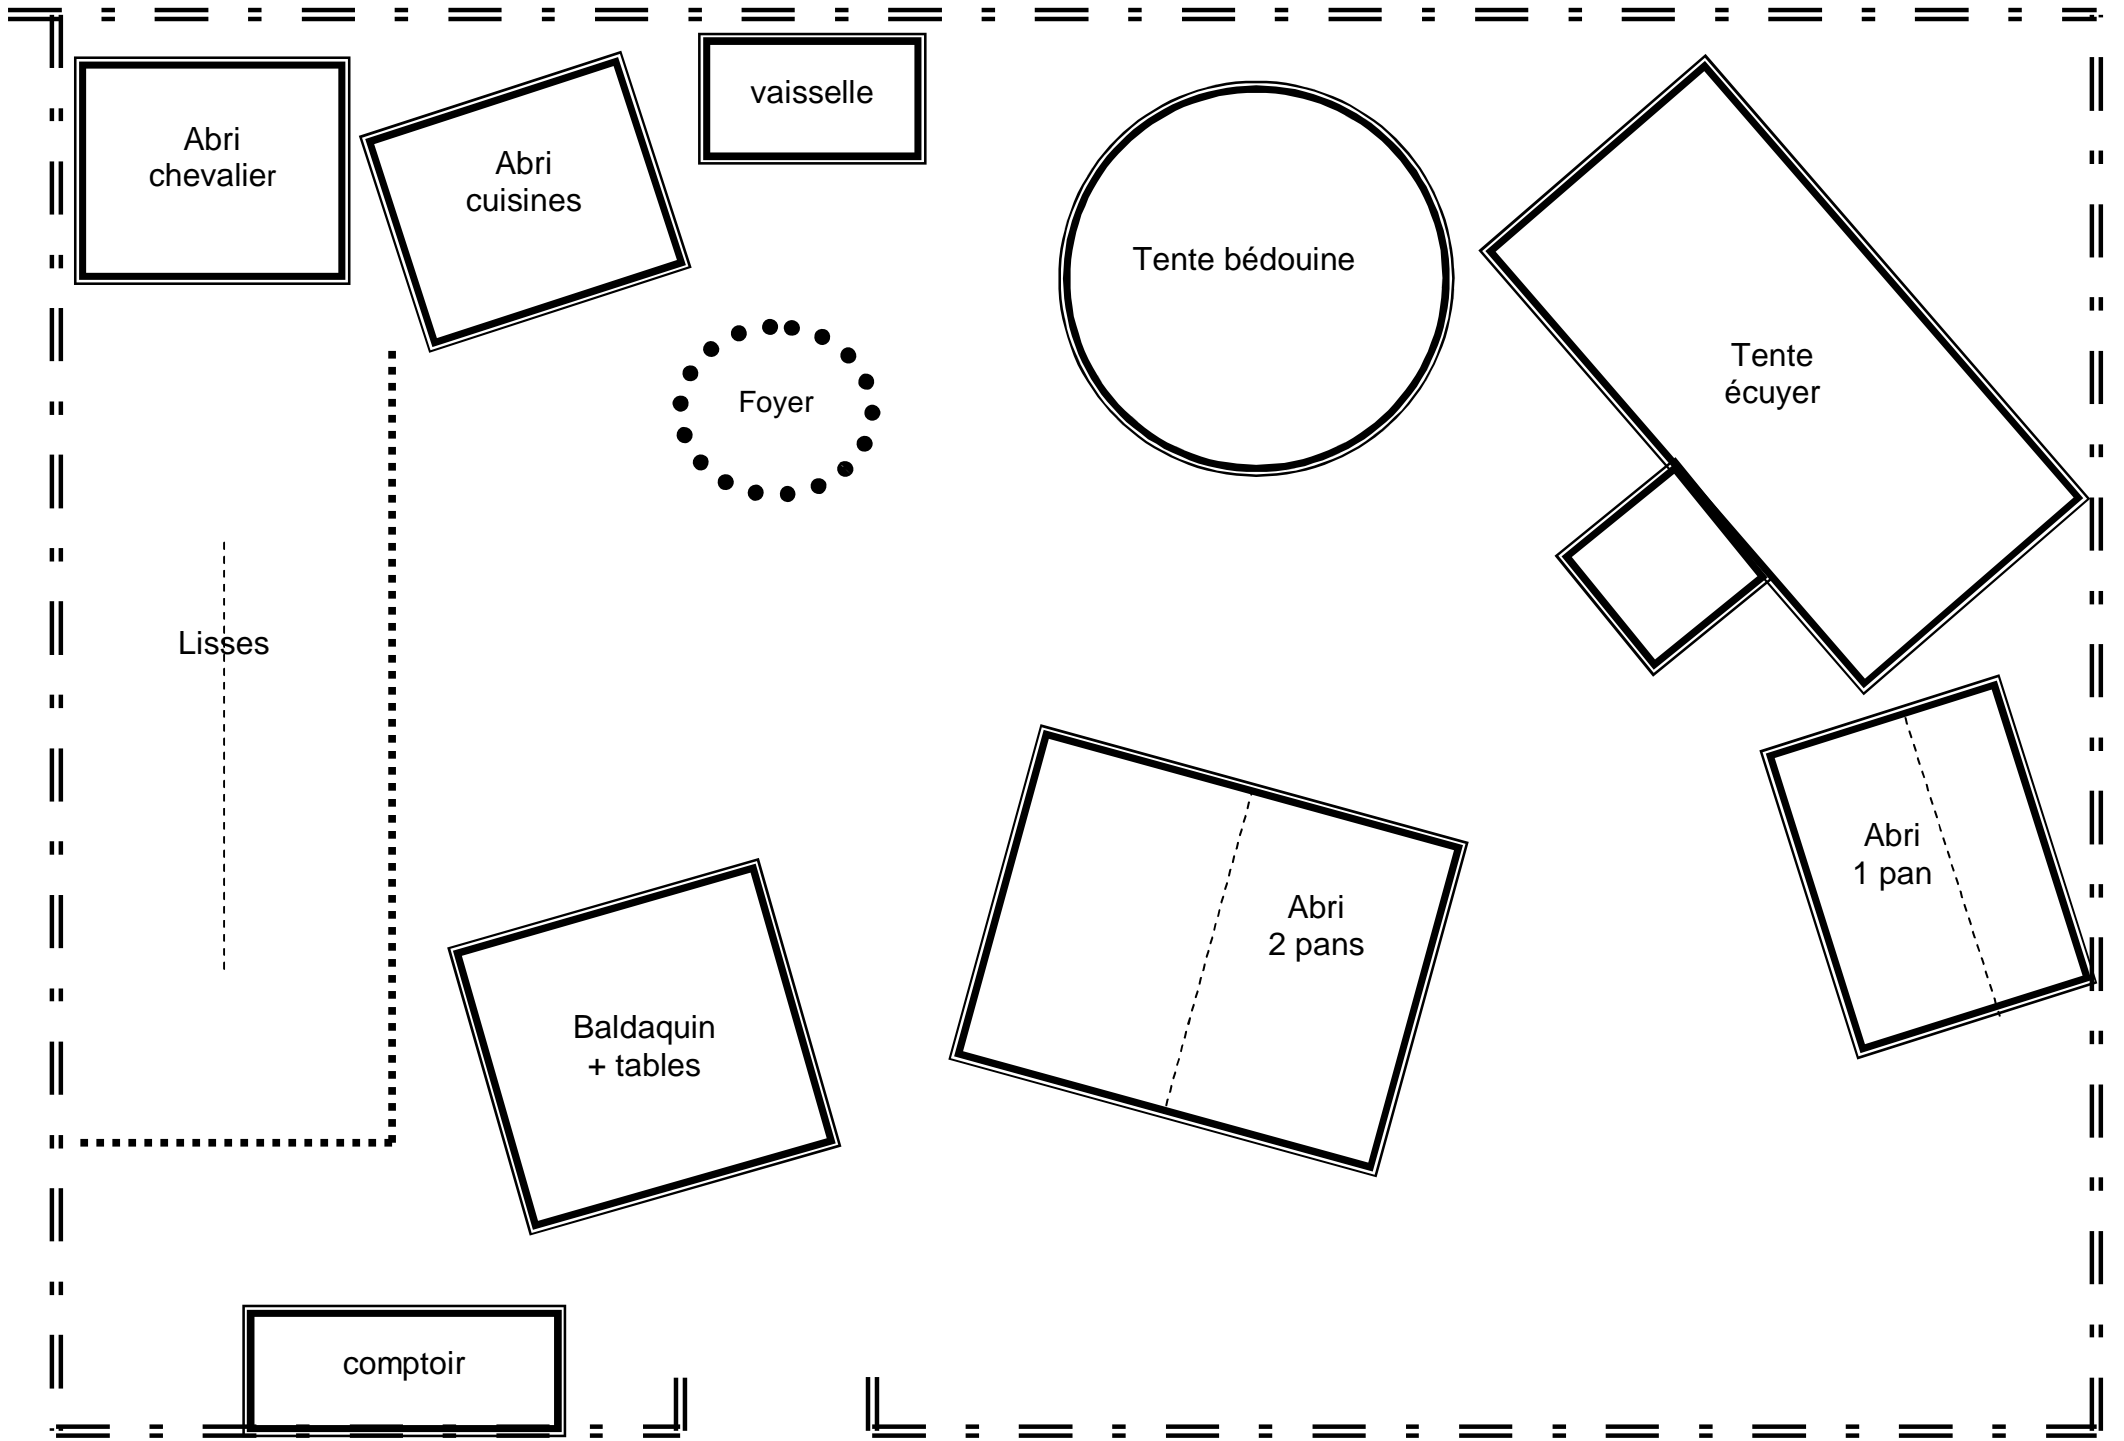 vaisselle
Abri
chevalier
Abri
cuisines
Tente bédouine
Tente
écuyer
Foyer
Lisses
Abri
1 pan
Abri
2 pans
Baldaquin
+ tables
comptoir